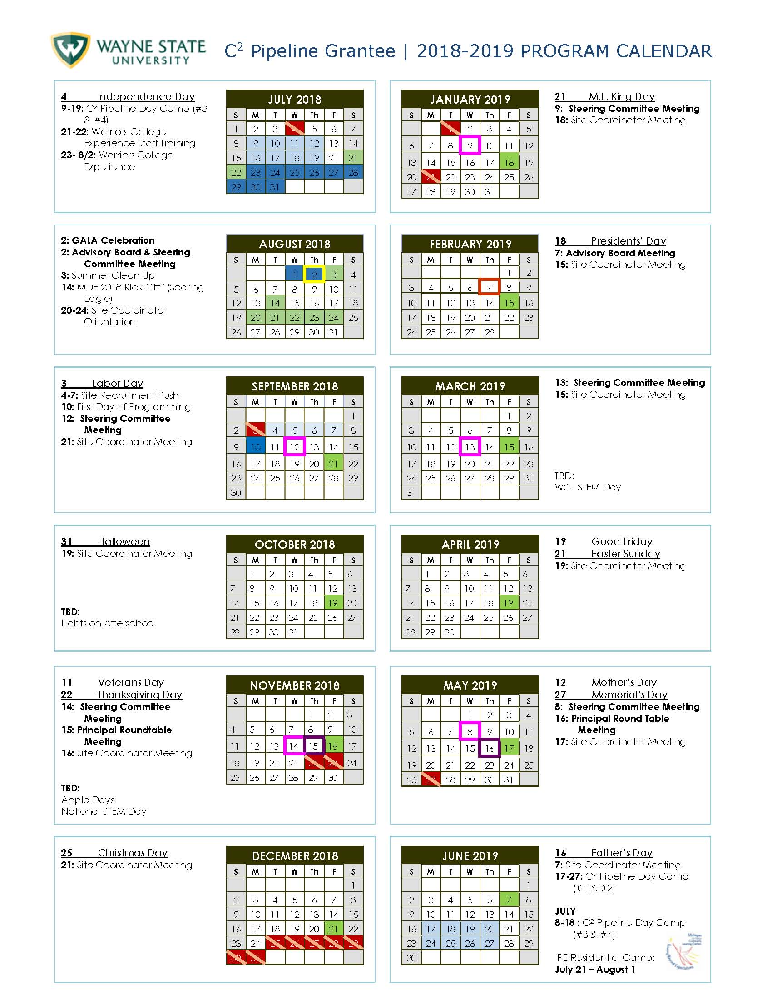 WAYNE STATE
UNIVERSITY
C² Pipeline Grantee | 2018-2019 PROGRAM CALENDAR
4 Independence Day
9-19: C² Pipeline Day Camp (#3
& #4)
21-22: Warriors College
Experience Staff Training
23- 8/2: Warriors College
Experience
JULY 2018
S M T W Th F S
1 2 3 4 5 6 7
8 9 10 11 12 13 14
15 16 17 18 19 20 21
22 23 24 25 26 27 28
29 30 31
JANUARY 2019
S M T W Th F S
1 2 3 4 5
6 7 8 9 10 11 12
13 14 15 16 17 18 19
20 21 22 23 24 25 26
27 28 29 30 31
21 M.L. King Day
9: Steering Committee Meeting
18: Site Coordinator Meeting
2: GALA Celebration
2: Advisory Board & Steering
Committee Meeting
3: Summer Clean Up
14: MDE 2018 Kick Off * (Soaring
Eagle)
20-24: Site Coordinator
Orientation
AUGUST 2018
S M T W Th F S
1 2 3 4
5 6 7 8 9 10 11
12 13 14 15 16 17 18
19 20 21 22 23 24 25
26 27 28 29 30 31
FEBRUARY 2019
S M T W Th F S
1 2
3 4 5 6 7 8 9
10 11 12 13 14 15 16
17 18 19 20 21 22 23
24 25 26 27 28
18 Presidents’ Day
7: Advisory Board Meeting
15: Site Coordinator Meeting
3 Labor Day
4-7: Site Recruitment Push
10: First Day of Programming
12: Steering Committee
Meeting
21: Site Coordinator Meeting
SEPTEMBER 2018
S M T W Th F S
1
2 3 4 5 6 7 8
9 10 11 12 13 14 15
16 17 18 19 20 21 22
23 24 25 26 27 28 29
30
MARCH 2019
S M T W Th F S
1 2
3 4 5 6 7 8 9
10 11 12 13 14 15 16
17 18 19 20 21 22 23
24 25 26 27 28 29 30
31
13: Steering Committee Meeting
15: Site Coordinator Meeting
TBD:
WSU STEM Day
31 Halloween
19: Site Coordinator Meeting
TBD:
Lights on Afterschool
OCTOBER 2018
S M T W Th F S
1 2 3 4 5 6
7 8 9 10 11 12 13
14 15 16 17 18 19 20
21 22 23 24 25 26 27
28 29 30 31
APRIL 2019
S M T W Th F S
1 2 3 4 5 6
7 8 9 10 11 12 13
14 15 16 17 18 19 20
21 22 23 24 25 26 27
28 29 30
19 Good Friday
21 Easter Sunday
19: Site Coordinator Meeting
11 Veterans Day
22 Thanksgiving Day
14: Steering Committee
Meeting
15: Principal Roundtable
Meeting
16: Site Coordinator Meeting
TBD:
Apple Days
National STEM Day
NOVEMBER 2018
S M T W Th F S
1 2 3
4 5 6 7 8 9 10
11 12 13 14 15 16 17
18 19 20 21 22 23 24
25 26 27 28 29 30
MAY 2019
S M T W Th F S
1 2 3 4
5 6 7 8 9 10 11
12 13 14 15 16 17 18
19 20 21 22 23 24 25
26 27 28 29 30 31
12 Mother’s Day
27 Memorial’s Day
8: Steering Committee Meeting
16: Principal Round Table
Meeting
17: Site Coordinator Meeting
25 Christmas Day
21: Site Coordinator Meeting
DECEMBER 2018
S M T W Th F S
1
2 3 4 5 6 7 8
9 10 11 12 13 14 15
16 17 18 19 20 21 22
23 24 25 26 27 28 29
30 31
JUNE 2019
S M T W Th F S
1
2 3 4 5 6 7 8
9 10 11 12 13 14 15
16 17 18 19 20 21 22
23 24 25 26 27 28 29
30
16 Father’s Day
7: Site Coordinator Meeting
17-27: C² Pipeline Day Camp
(#1 & #2)
JULY
8-18 : C² Pipeline Day Camp
(#3 & #4)
IPE Residential Camp:
July 21 – August 1